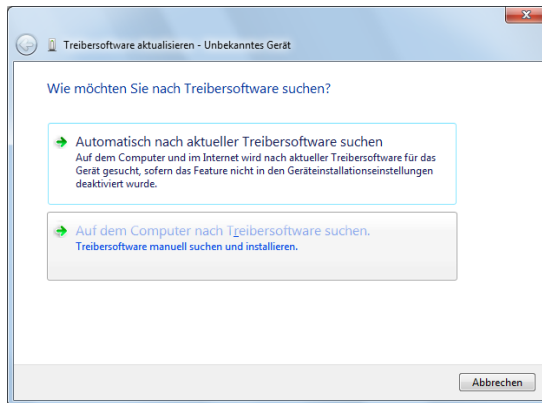 Treibersoftware aktualisieren - Unbekanntes Gerät
Wie möchten Sie nach Treibersoftware suchen?
Automatisch nach aktueller Treibersoftware suchen
Auf dem Computer und im Internet wird nach aktueller Treibersoftware für das
Gerät gesucht, sofern das Feature nicht in den Geräteinstallationseinstellungen
deaktiviert wurde.
Auf dem Computer nach Treibersoftware suchen.
Treibersoftware manuell suchen und installieren.
Abbrechen